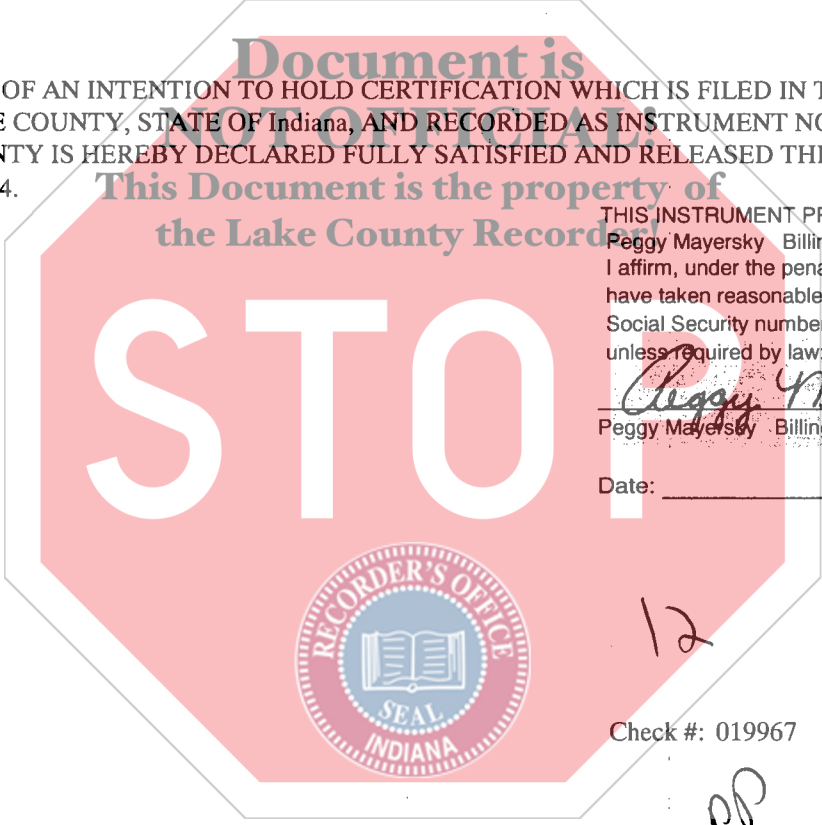 Document is
OF AN INTENTION TO HOLD CERTIFICATION WHICH IS FILED IN
NOT OFFICIAL!
COUNTY, STATE OF Indiana, AND RECORDED AS INSTRUMENT NO
NTY IS HEREBY DECLARED FULLY SATISFIED AND RELEASED
4.
This Document is the property of
the Lake County Recorder!
THIS INSTRUMENT PR
Peggy Mayersky Billin
I affirm, under the pena
have taken reasonable
Social Security number
unless required by law
Peggy
Peggy Mayersky Billin
Date:
STOP
RECORDER'S OFFICE
SEAL
INDIANA
12
Check #: 019967